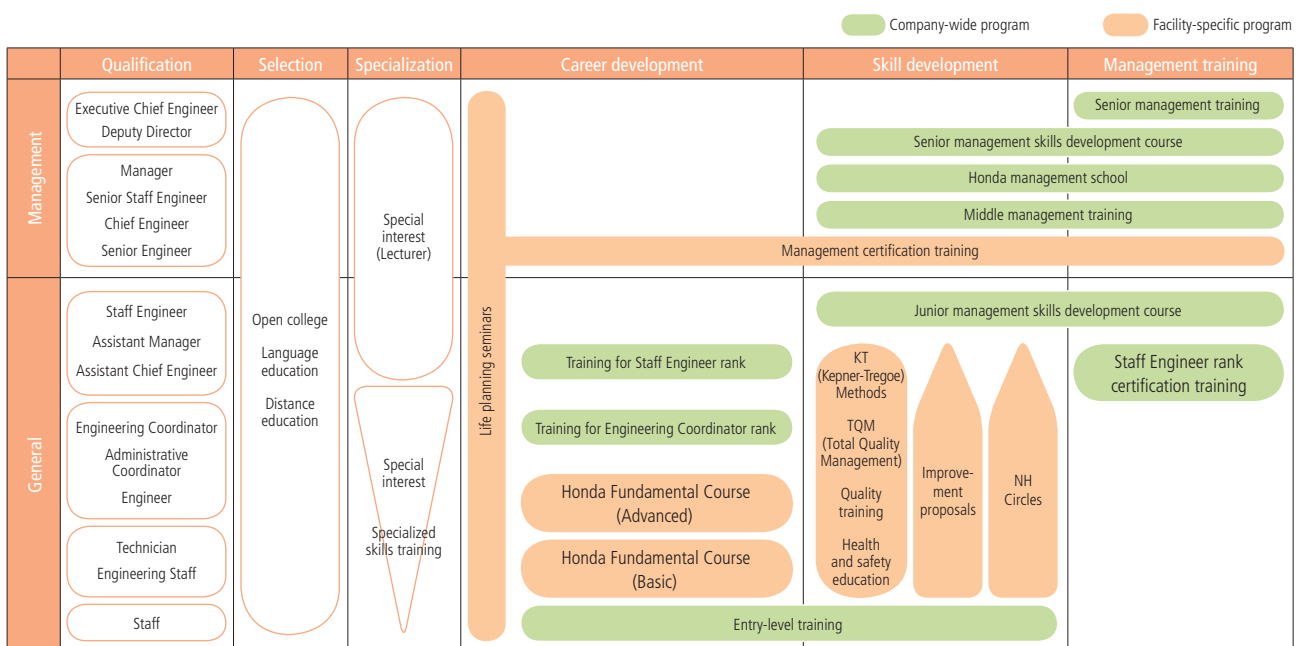 Company-wide program
Facility-specific program
Qualification
Selection
Specialization
Career development
Skill development
Management training
Management
Executive Chief Engineer
Deputy Director
Manager
Senior Staff Engineer
Chief Engineer
Senior Engineer
Special
interest
(Lecturer)
Senior management training
Senior management skills development course
Honda management school
Middle management training
Management certification training
General
Staff Engineer
Assistant Manager
Assistant Chief Engineer
Engineering Coordinator
Administrative
Coordinator
Engineer
Technician
Engineering Staff
Staff
Open college
Language
education
Distance
education
Special
interest
Specialized
skills training
Life planning seminars
Junior management skills development course
Training for Staff Engineer rank
Training for Engineering Coordinator rank
Honda Fundamental Course
(Advanced)
Honda Fundamental Course
(Basic)
Entry-level training
KT
(Kepner-Tregoe)
Methods
TQM
(Total Quality
Management)
Quality
training
Health
and safety
education
Improve-
ment
proposals
NH
Circles
Staff Engineer rank
certification training